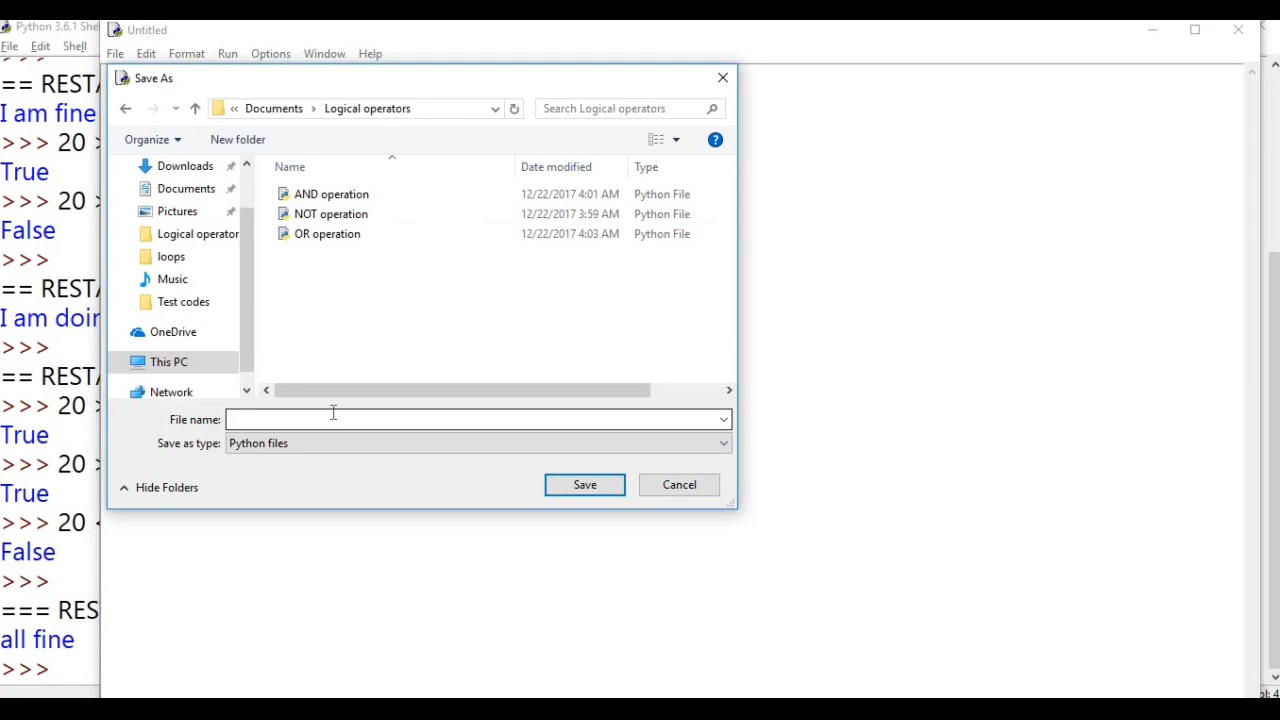 Python 3.6.1 She
File Edit Shell
>>>
== RESTA
I am fine
>>> 20 >
True
>>> 20 >
False
>>>
== RESTA
I am doin
>>>
== RESTA
>>> 20 >
True
>>> 20 >
True
>>> 20 <
False
>>>
=== RES
all fine
>>>
Untitled
File Edit Format Run Options Window Help
Save As
« Documents › Logical operators
Search Logical operators
Organize New folder
Downloads
Documents
Pictures
Logical operator
loops
Music
Test codes
OneDrive
This PC
Network
Name Date modified Type
AND operation 12/22/2017 4:01 AM Python File
NOT operation 12/22/2017 3:59 AM Python File
OR operation 12/22/2017 4:03 AM Python File
File name:
Save as type: Python files
Hide Folders
Save Cancel